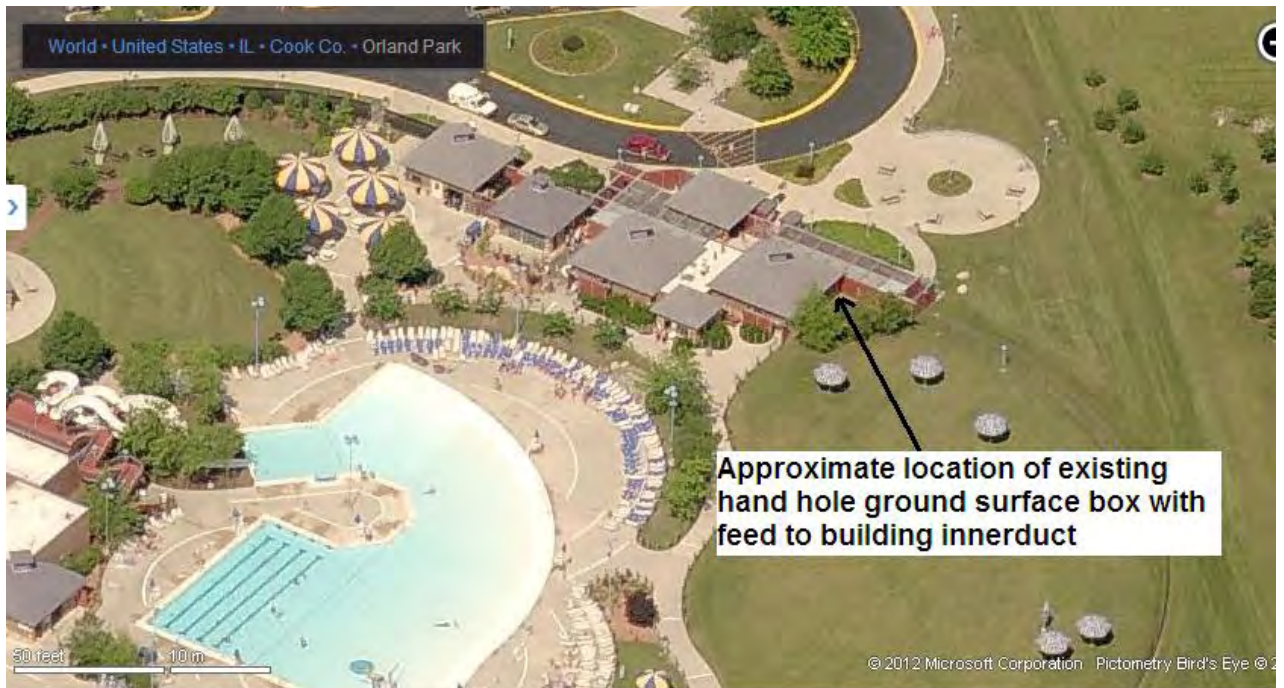 World • United States • IL • Cook Co. • Orland Park
Approximate location of existing
hand hole ground surface box with
feed to building innerduct
50 feet 10 m
© 2012 Microsoft Corporation Pictometry Bird's Eye © 2